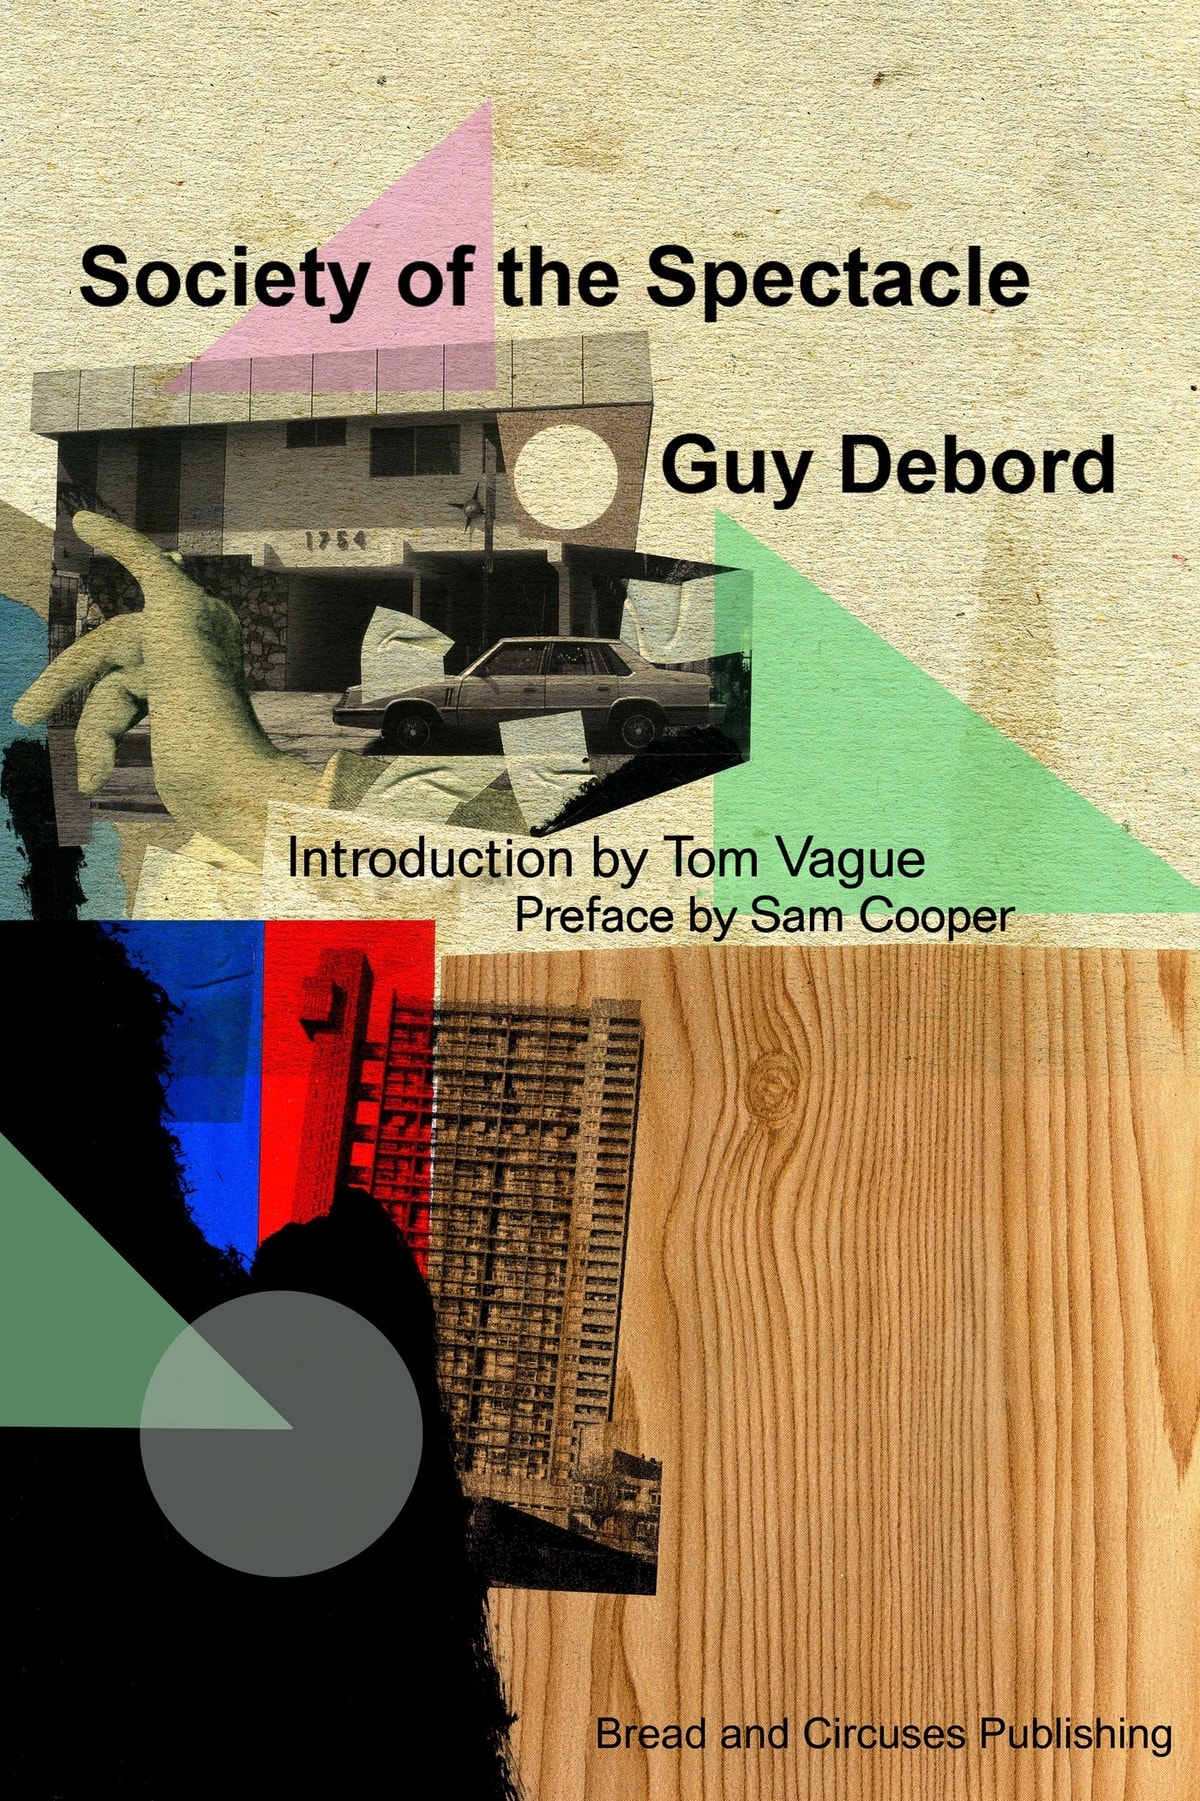 Society of the Spectacle
Guy Debord
1754
Introduction by Tom Vague
Preface by Sam Cooper
Bread and Circuses Publishing